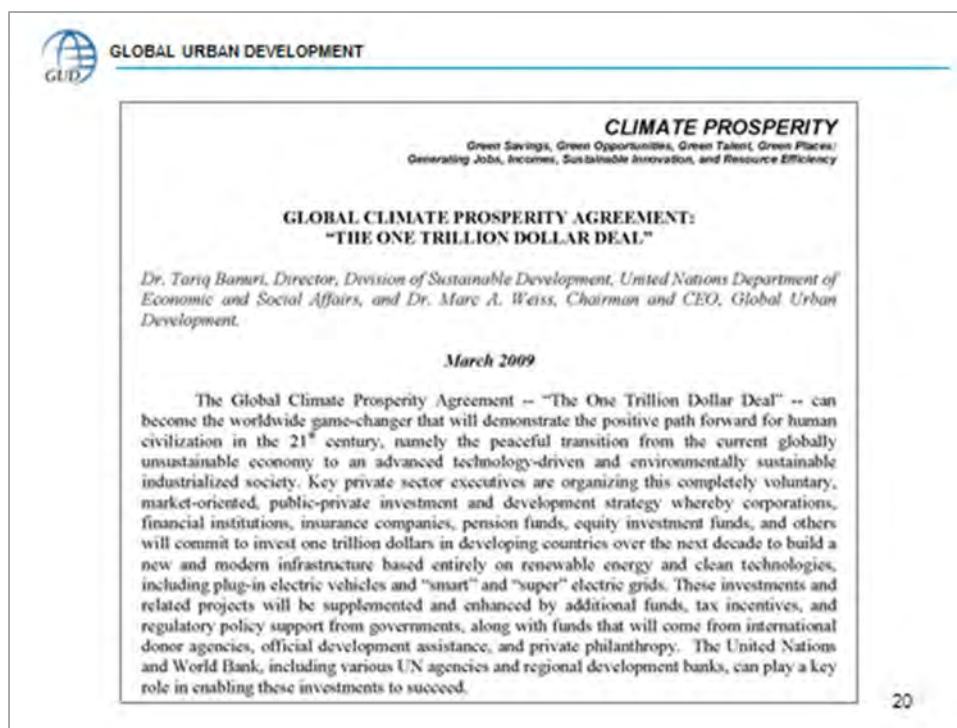 GUD
GLOBAL URBAN DEVELOPMENT
CLIMATE PROSPERITY
Green Savings, Green Opportunities, Green Talent, Green Places:
Generating Jobs, Incomes, Sustainable Innovation, and Resource Efficiency
GLOBAL CLIMATE PROSPERITY AGREEMENT:
"THE ONE TRILLION DOLLAR DEAL"
Dr. Tariq Banuri, Director, Division of Sustainable Development, United Nations Department of
Economic and Social Affairs, and Dr. Marc A. Weiss, Chairman and CEO, Global Urban
Development.
March 2009
The Global Climate Prosperity Agreement -- "The One Trillion Dollar Deal" -- can
become the worldwide game-changer that will demonstrate the positive path forward for human
civilization in the 21st century, namely the peaceful transition from the current globally
unsustainable economy to an advanced technology-driven and environmentally sustainable
industrialized society. Key private sector executives are organizing this completely voluntary,
market-oriented, public-private investment and development strategy whereby corporations,
financial institutions, insurance companies, pension funds, equity investment funds, and others
will commit to invest one trillion dollars in developing countries over the next decade to build a
new and modern infrastructure based entirely on renewable energy and clean technologies,
including plug-in electric vehicles and "smart" and "super" electric grids. These investments and
related projects will be supplemented and enhanced by additional funds, tax incentives, and
regulatory policy support from governments, along with funds that will come from international
donor agencies, official development assistance, and private philanthropy. The United Nations
and World Bank, including various UN agencies and regional development banks, can play a key
role in enabling these investments to succeed.
20